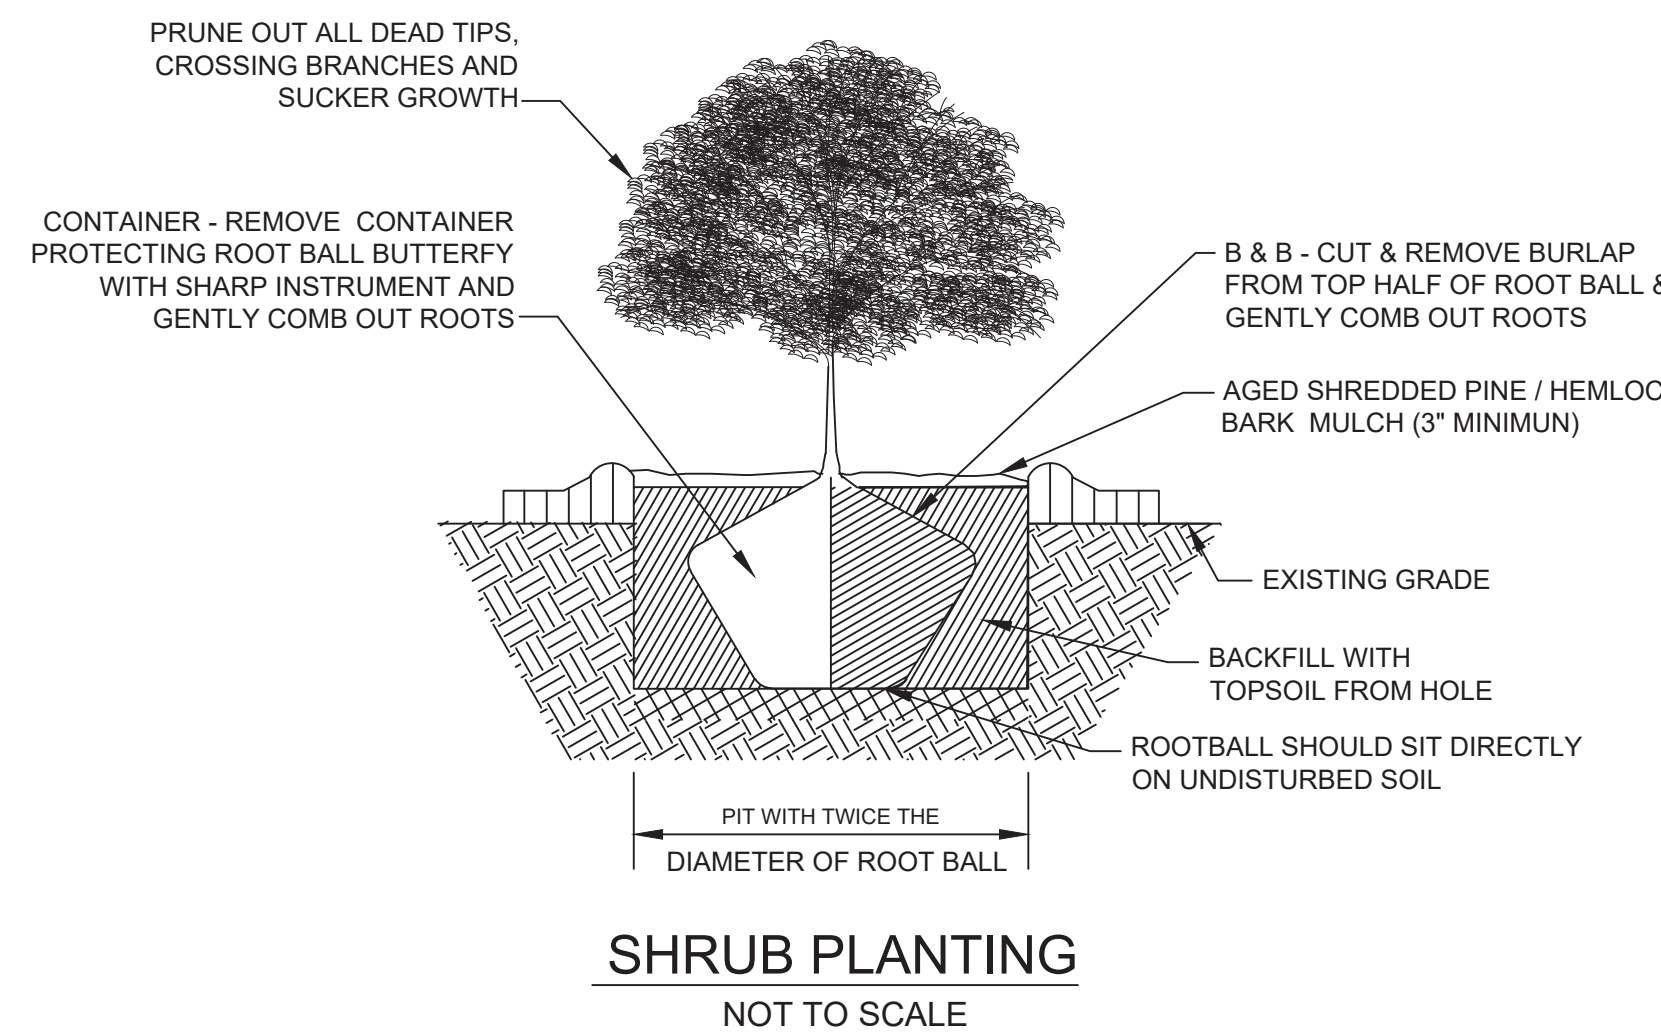 PRUNE OUT ALL DEAD TIPS,
CROSSING BRANCHES AND
SUCKER GROWTH
CONTAINER - REMOVE CONTAINER
PROTECTING ROOT BALL BUTTERFY
WITH SHARP INSTRUMENT AND
GENTLY COMB OUT ROOTS
B & B - CUT & REMOVE BURLAP
FROM TOP HALF OF ROOT BALL &
GENTLY COMB OUT ROOTS
AGED SHREDDED PINE / HEMLOC
BARK MULCH (3" MINIMUN)
EXISTING GRADE
BACKFILL WITH
TOPSOIL FROM HOLE
ROOTBALL SHOULD SIT DIRECTLY
ON UNDISTURBED SOIL
PIT WITH TWICE THE
DIAMETER OF ROOT BALL
SHRUB PLANTING
NOT TO SCALE